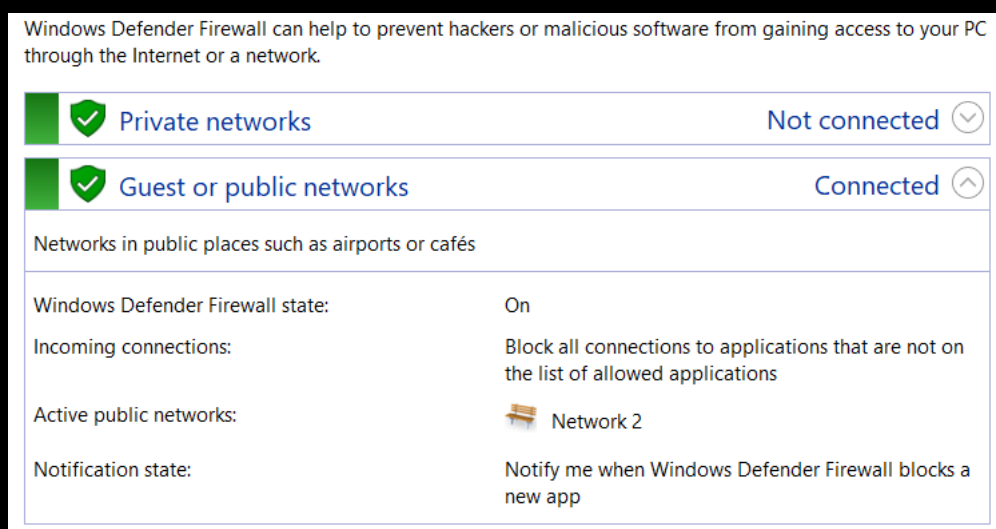 Windows Defender Firewall can help to prevent hackers or malicious software from gaining access to your PC
through the Internet or a network.
Private networks
Not connected
Guest or public networks
Connected
Networks in public places such as airports or cafés
Windows Defender Firewall state:
On
Incoming connections:
Block all connections to applications that are not on
the list of allowed applications
Active public networks:
Network 2
Notification state:
Notify me when Windows Defender Firewall blocks a
new app